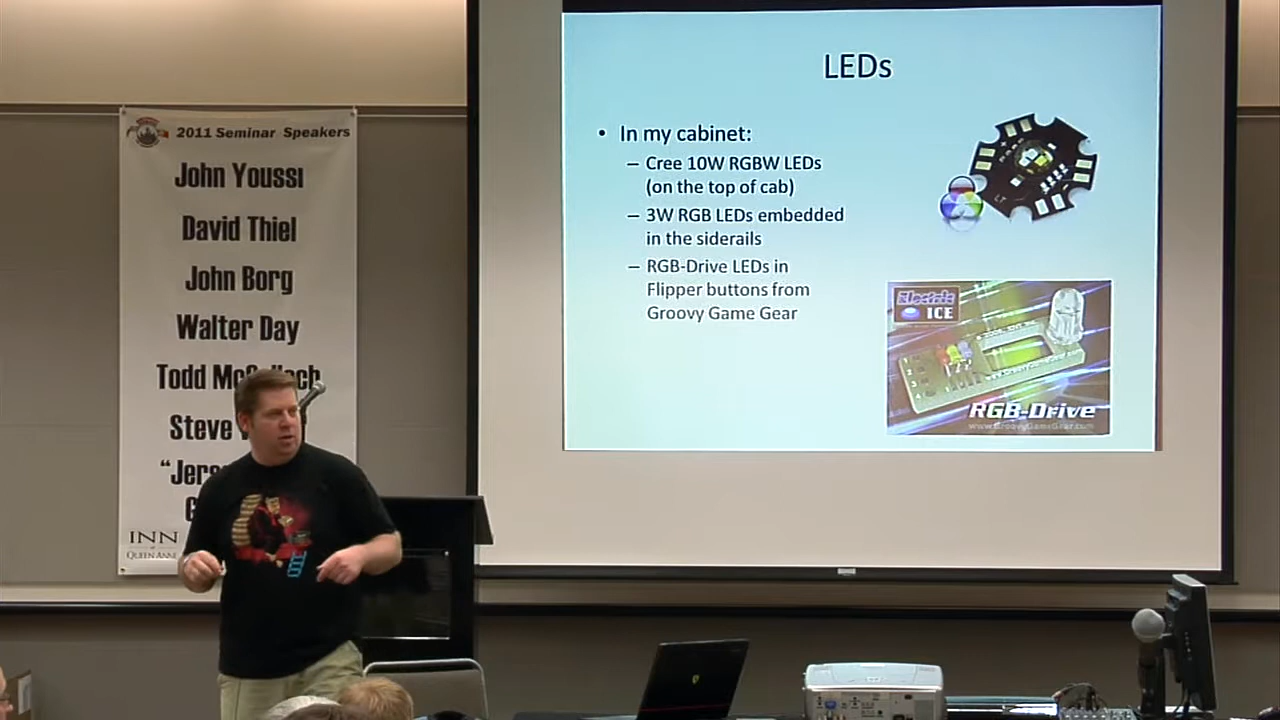 2011 Seminar Speakers
John Youssi
David Thiel
John Borg
Walter Day
Steve
INN
QUEEN ANNE
LEDs
• In my cabinet:
– Cree 10W RGBW LEDs
(on the top of cab)
– 3W RGB LEDs embedded
in the siderails
– RGB-Drive LEDs in
Flipper buttons from
Groovy Game Gear
LT
Electric
ICE
RGB-Drive
www.GroovyGameGear.com